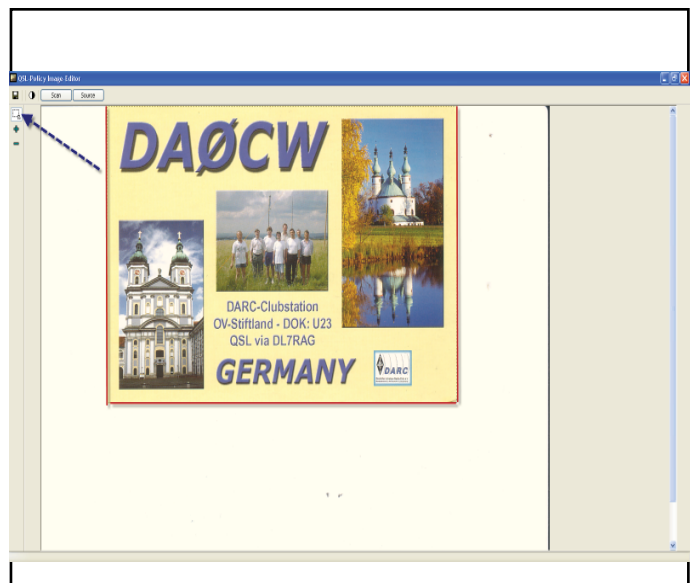 QSL-Policy Image Editor
Scan Source
DAØCW
DARC-Clubstation
OV-Stiftland - DOK: U23
QSL via DL7RAG
GERMANY
DARC